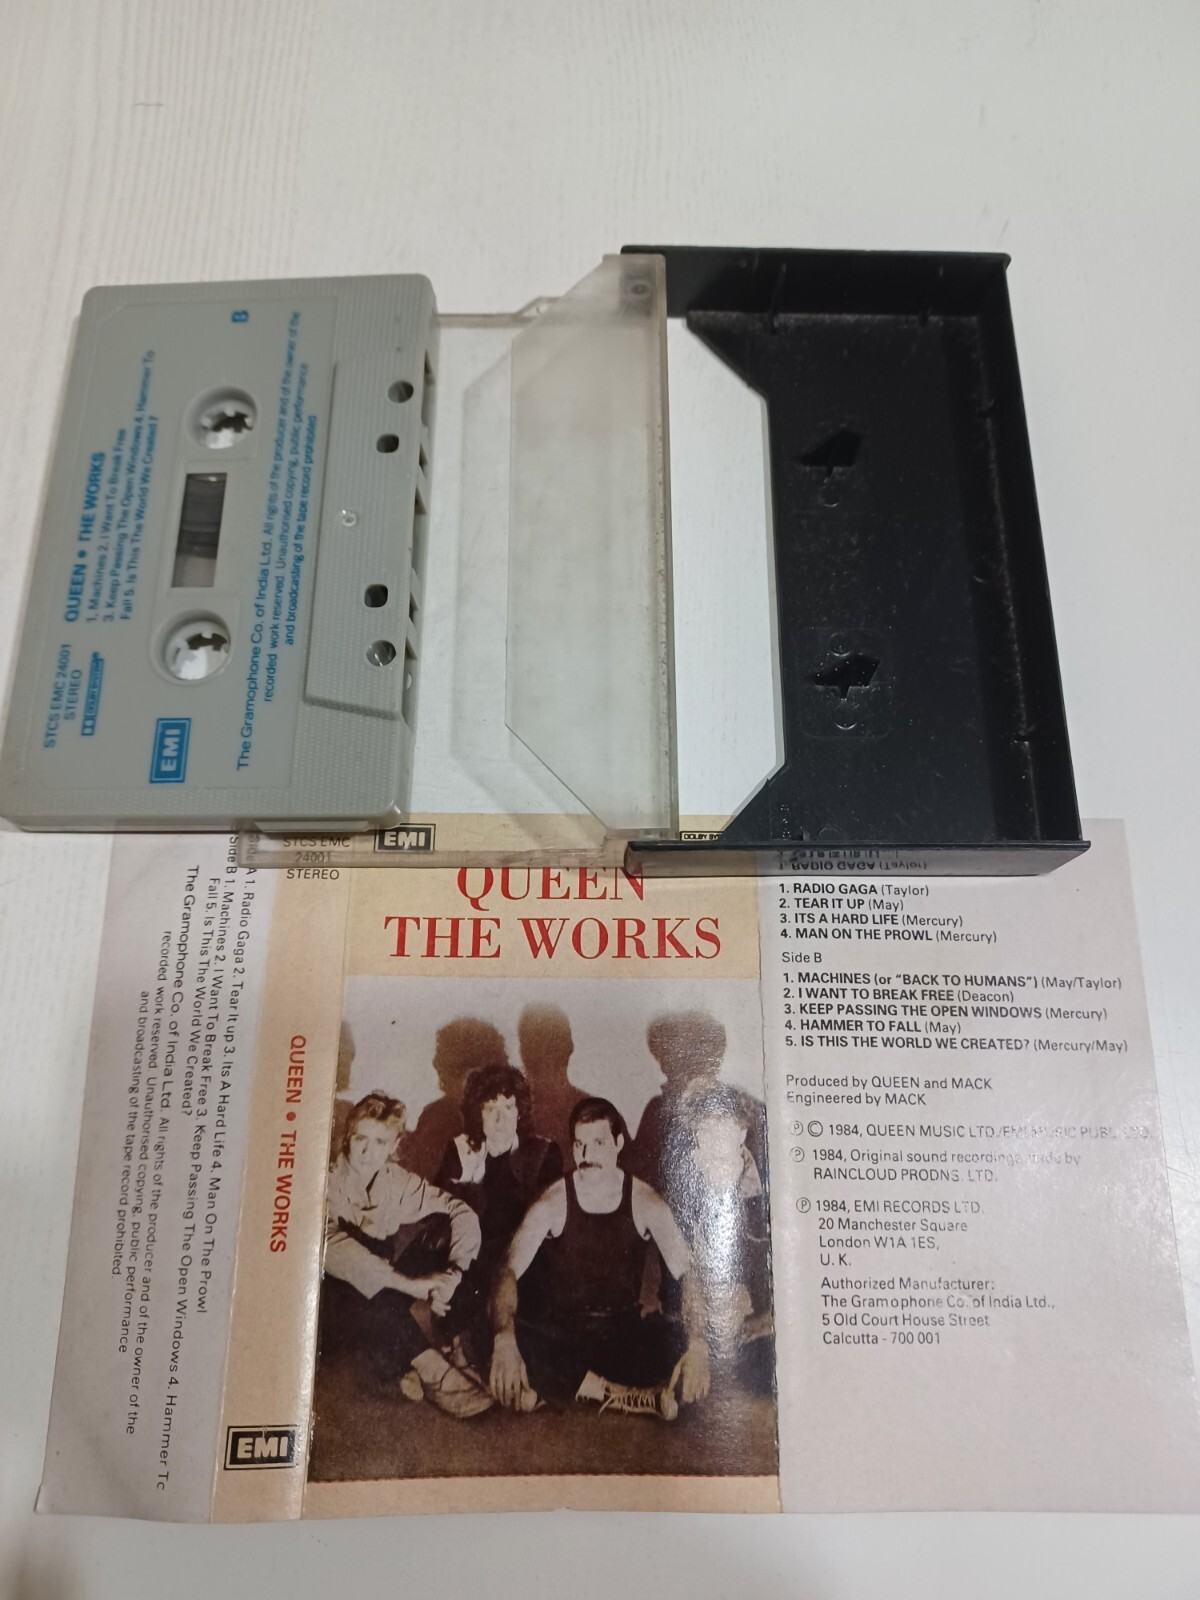 B
STCS EMC 24001
STEREO
DOLBY SYSTEM
QUEEN • THE WORKS
1. Machines 2. I Want To Break Free
3. Keep Passing The Open Windows 4. Hammer To
Fall 5. Is This The World We Created?
EMI
The Gramophone Co. of India Ltd. All rights of the producer and of the owner of the
recorded work reserved. Unauthorised copying, public performance
and broadcasting of the tape record prohibited
STCS EMC
24001
STEREO
EMI
DOLBY SY
QUEEN
THE WORKS
Side A 1. Radio Gaga 2. Tear It up 3. Its A Hard Life 4. Man On The Prowl
Side B 1. Machines 2. I Want To Break Free 3. Keep Passing The Open Windows 4. Hammer To
Fall 5. Is This The World We Created?
The Gramophone Co. of India Ltd. All rights of the producer and of the owner of the
recorded work reserved. Unauthorised copying, public performance
and broadcasting of the tape record prohibited.
QUEEN • THE WORKS
EMI
1. RADIO GAGA (Taylor)
2. TEAR IT UP (May)
3. ITS A HARD LIFE (Mercury)
4. MAN ON THE PROWL (Mercury)
Side B
1. MACHINES (or "BACK TO HUMANS") (May/Taylor)
2. I WANT TO BREAK FREE (Deacon)
3. KEEP PASSING THE OPEN WINDOWS (Mercury)
4. HAMMER TO FALL (May)
5. IS THIS THE WORLD WE CREATED? (Mercury/May)
Produced by QUEEN and MACK
Engineered by MACK
Ⓟ © 1984, QUEEN MUSIC LTD./EMI MUSIC
Ⓟ 1984, Original sound recordings made by
RAINCLOUD PRODNS. LTD.
Ⓟ 1984, EMI RECORDS LTD.
20 Manchester Square
London W1A 1ES,
U. K.
Authorized Manufacturer:
The Gramophone Co. of India Ltd.,
5 Old Court House Street
Calcutta - 700 001